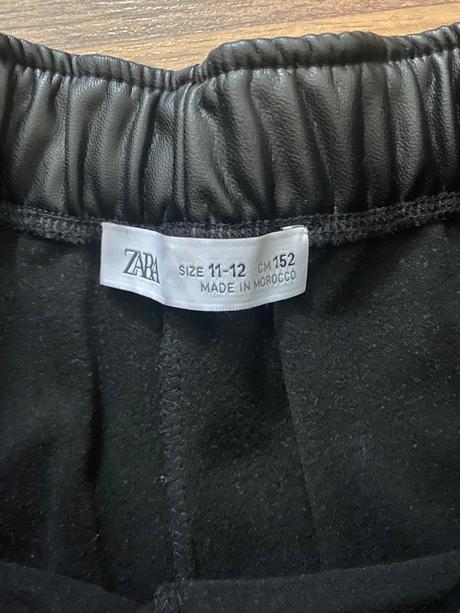 ZARA SIZE 11-12 CM 152
MADE IN MOROCCO